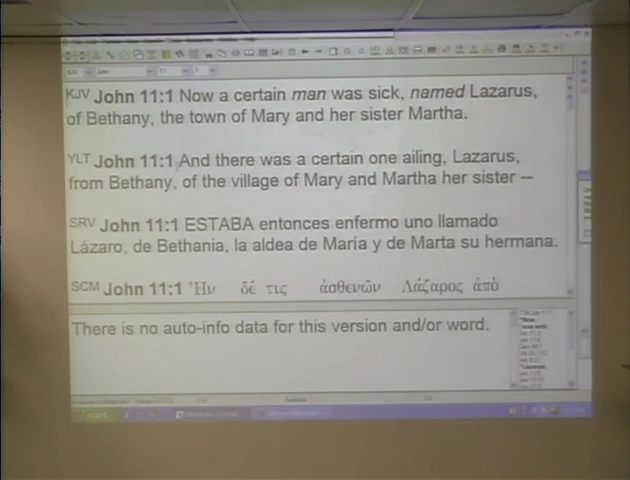 KJV John 11:1 Now a certain man was sick, named Lazarus,
of Bethany, the town of Mary and her sister Martha.
YLT John 11:1 And there was a certain one ailing, Lazarus,
from Bethany, of the village of Mary and Martha her sister —
SRV John 11:1 ESTABA entonces enfermo uno llamado
Lázaro, de Bethania, la aldea de María y de Marta su hermana.
SCM John 11:1 Ἦν δέ τις ἀσθενῶν Λάζαρος ἀπὸ
There is no auto-info data for this version and/or word.